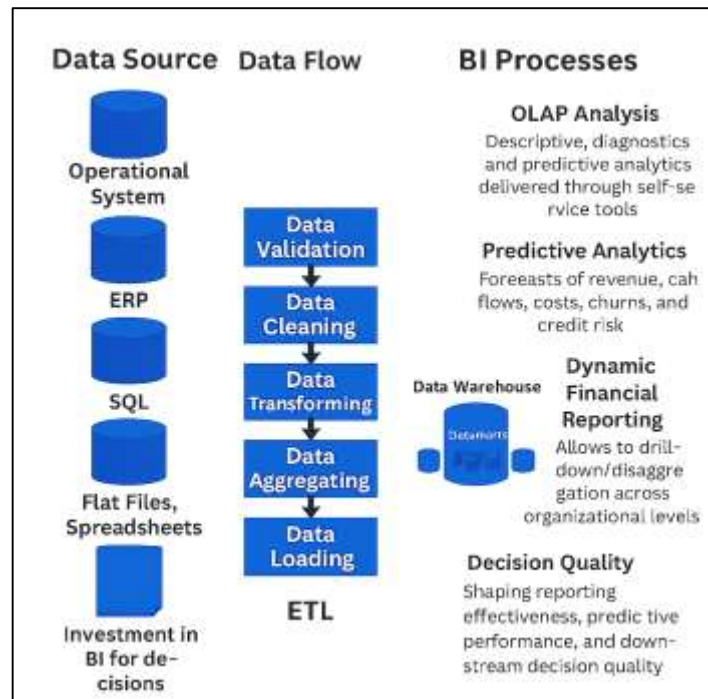 Data Source
Data Flow
BI Processes
Operational
System
ERP
SQL
Flat Files,
Spreadsheets
Investment in
BI for de-
cisions
Data
Validation
Data
Cleaning
Data
Transforming
Data
Aggregating
Data
Loading
ETL
OLAP Analysis
Descriptive, diagnostics
and predictive analytics
delivered through self-se
rvice tools
Predictive Analytics
Foreeasts of revenue, cah
flows, costs, churns, and
credit risk
Data Warehouse
Datamarts
Dynamic
Financial
Reporting
Allows to drill-
down/disaggre
gation across
organizational levels
Decision Quality
Shaping reporting
effectiveness, predic tive
performance, and down-
stream decision quality